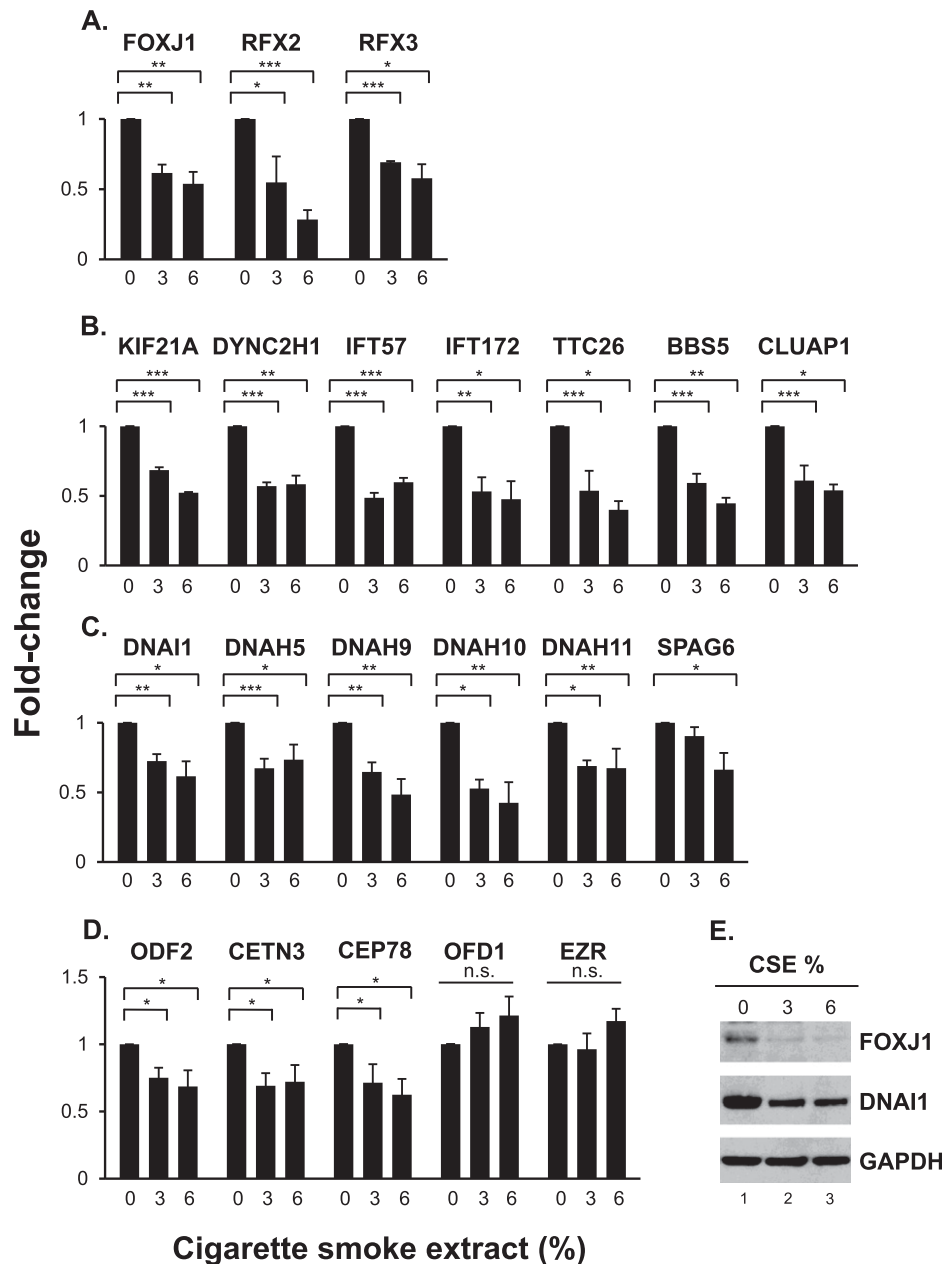 A.
FOXJ1 RFX2 RFX3
** *** *
** * ***
1
0.5
0
0 3 6 0 3 6 0 3 6
B.
KIF21A DYNC2H1 IFT57 IFT172 TTC26 BBS5 CLUAP1
*** ** *** * * ** *
*** *** *** ** *** *** ***
1
0.5
0
0 3 6 0 3 6 0 3 6 0 3 6 0 3 6 0 3 6 0 3 6
Fold-change
C.
DNAI1 DNAH5 DNAH9 DNAH10 DNAH11 SPAG6
* * ** ** ** *
** *** ** * *
1
0.5
0
0 3 6 0 3 6 0 3 6 0 3 6 0 3 6 0 3 6
D.
ODF2 CETN3 CEP78 OFD1 EZR
n.s. n.s.
* * *
* * *
1.5
1
0.5
0
0 3 6 0 3 6 0 3 6 0 3 6 0 3 6
Cigarette smoke extract (%)
E.
CSE %
0 3 6
FOXJ1
DNAI1
GAPDH
1 2 3